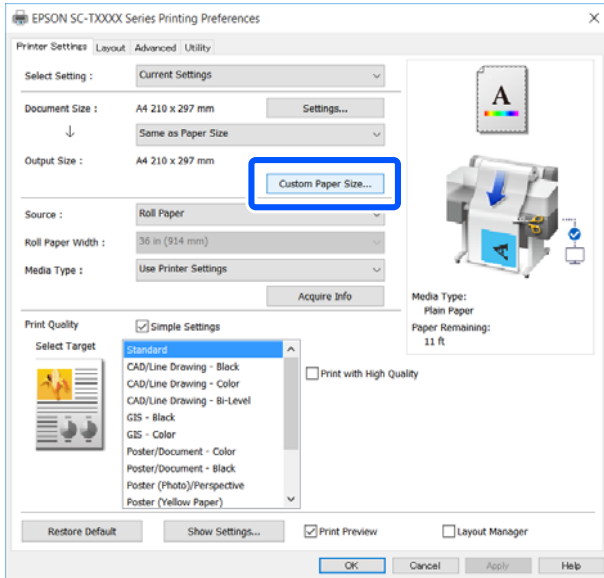 EPSON SC-TXXXX Series Printing Preferences
Printer Settings Layout Advanced Utility
Select Setting : Current Settings
Document Size : A4 210 x 297 mm Settings...
Same as Paper Size
Output Size : A4 210 x 297 mm
Custom Paper Size...
Source : Roll Paper
Roll Paper Width : 36 in (914 mm)
Media Type : Use Printer Settings
Acquire Info
A
Media Type:
Plain Paper
Paper Remaining:
11 ft
Print Quality Simple Settings
Select Target
Standard
CAD/Line Drawing - Black
CAD/Line Drawing - Color
CAD/Line Drawing - Bi-Level
GIS - Black
GIS - Color
Poster/Document - Color
Poster/Document - Black
Poster (Photo)/Perspective
Poster (Yellow Paper)
Print with High Quality
Restore Default Show Settings... Print Preview Layout Manager
OK Cancel Apply Help